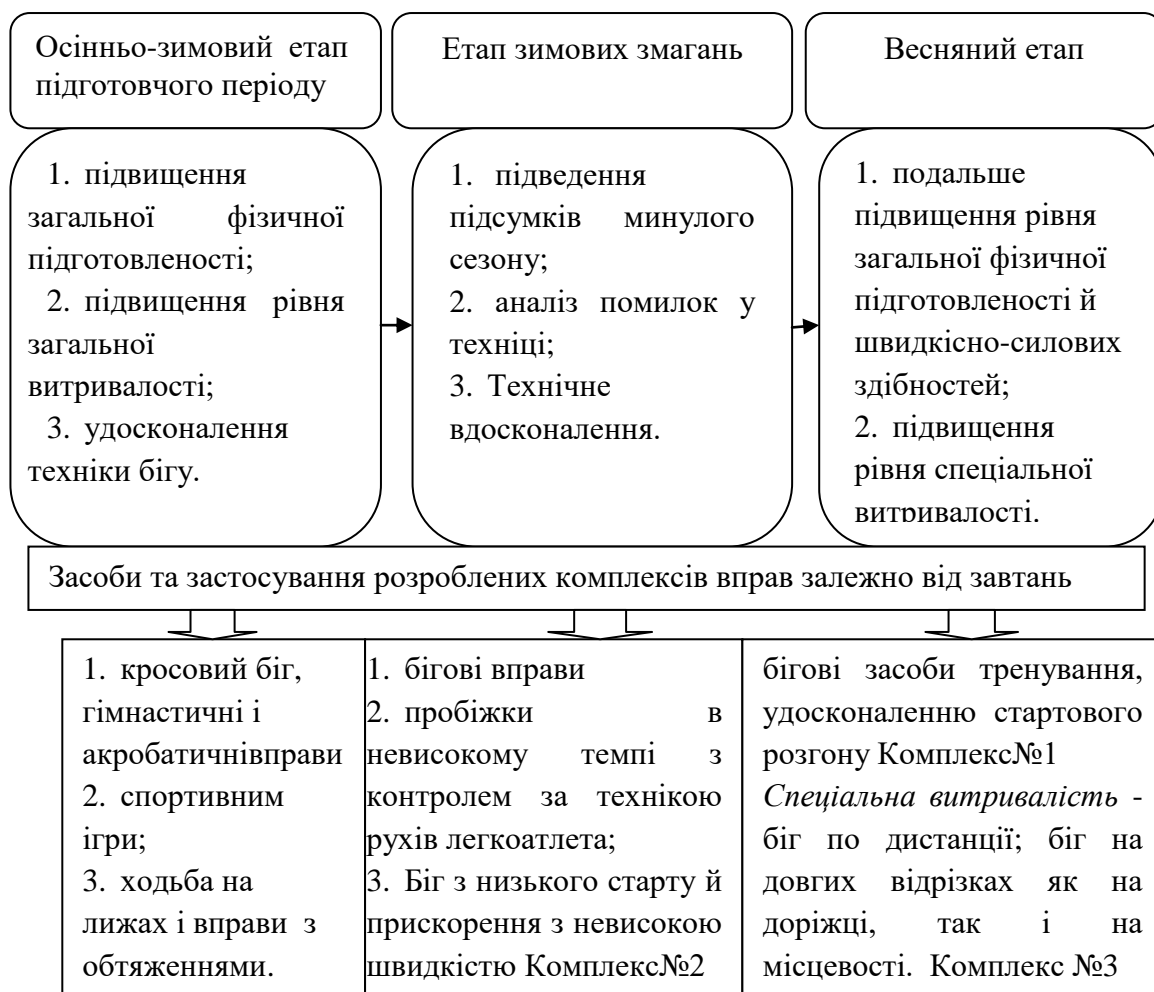 Осінньо-зимовий етап
підготовчого періоду
Етап зимових змагань
Весняний етап
1. підвищення
загальної фізичної
підготовленості;
2. підвищення рівня
загальної
витривалості;
3. удосконалення
техніки бігу.
1. підведення
підсумків минулого
сезону;
2. аналіз помилок у
техніці;
3. Технічне
вдосконалення.
1. подальше
підвищення рівня
загальної фізичної
підготовленості й
швидкісно-силових
здібностей;
2. підвищення
рівня спеціальної
витривалості.
Засоби та застосування розроблених комплексів вправ залежно від завтань
1. кросовий біг,
гімнастичні і
акробатичнівправи
2. спортивним
ігри;
3. ходьба на
лижах і вправи з
обтяженнями.
1. бігові вправи
2. пробіжки в
невисокому темпі з
контролем за технікою
рухів легкоатлета;
3. Біг з низького старту й
прискорення з невисокою
швидкістю Комплекс№2
бігові засоби тренування,
удосконаленню стартового
розгону Комплекс№1
Спеціальна витривалість -
біг по дистанції; біг на
довгих відрізках як на
доріжці, так і на
місцевості. Комплекс №3